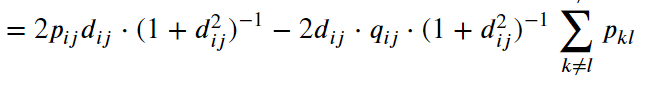 = 2p_{ij}d_{ij} · (1 + d_{ij}^2)^{-1} − 2d_{ij} · q_{ij} · (1 + d_{ij}^2)^{-1} \sum_{k≠l} p_{kl}